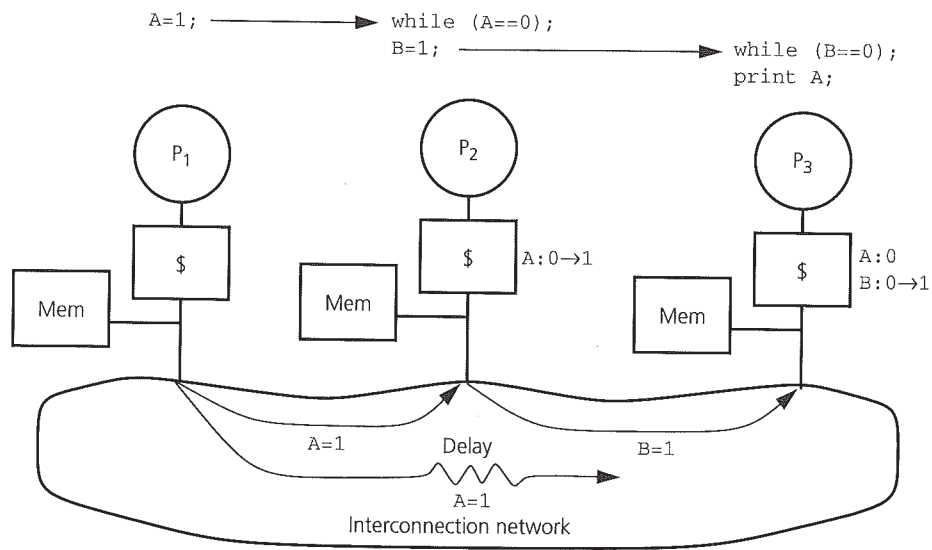 A=1;
while (A==0);
B=1;
while (B==0);
print A;
P1
P2
P3
$
$
$
A:0→1
A:0
B:0→1
Mem
Mem
Mem
A=1
Delay
B=1
A=1
Interconnection network